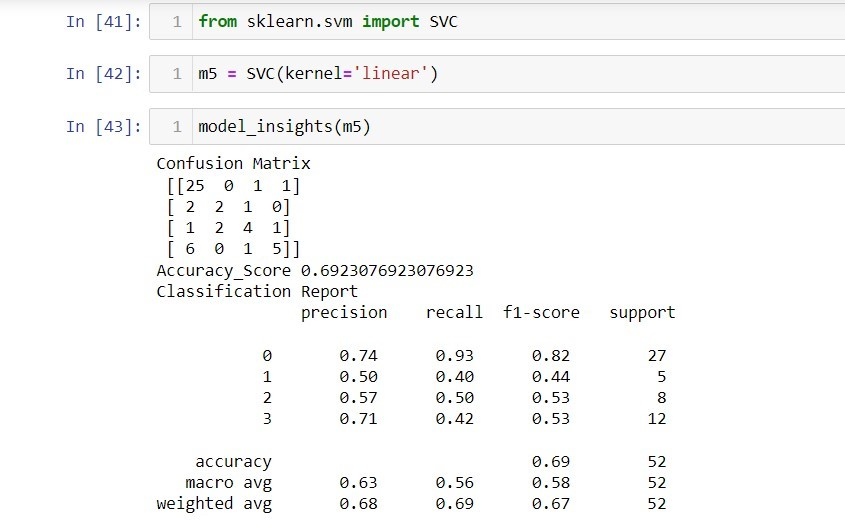 In [41]: 1 from sklearn.svm import SVC
In [42]: 1 m5 = SVC(kernel='linear')
In [43]: 1 model_insights(m5)
Confusion Matrix
[[25 0 1 1]
[ 2 2 1 0]
[ 1 2 4 1]
[ 6 0 1 5]]
Accuracy_Score 0.6923076923076923
Classification Report
precision recall f1-score support
0 0.74 0.93 0.82 27
1 0.50 0.40 0.44 5
2 0.57 0.50 0.53 8
3 0.71 0.42 0.53 12
accuracy 0.69 52
macro avg 0.63 0.56 0.58 52
weighted avg 0.68 0.69 0.67 52